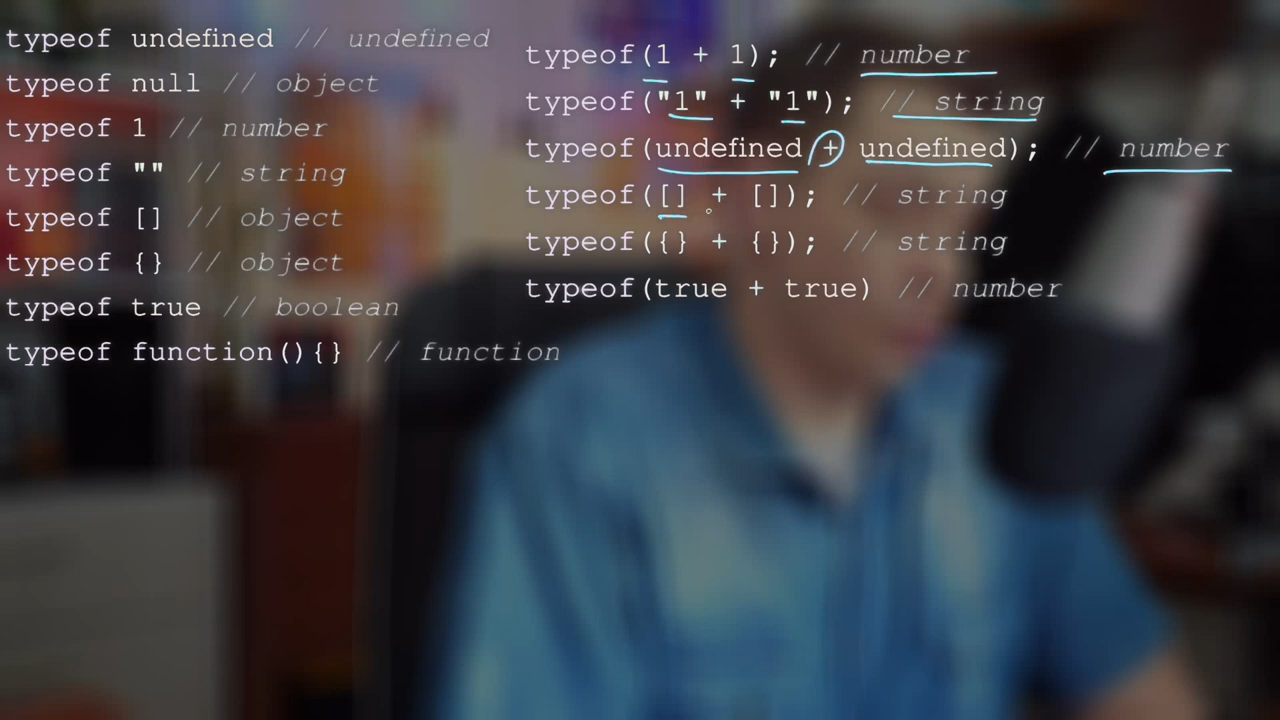 typeof undefined // undefined
typeof null // object
typeof 1 // number
typeof "" // string
typeof [] // object
typeof {} // object
typeof true // boolean
typeof function(){} // function
typeof(1 + 1); // number
typeof("1" + "1"); // string
typeof(undefined + undefined); // number
typeof([] + []); // string
typeof({} + {}); // string
typeof(true + true) // number